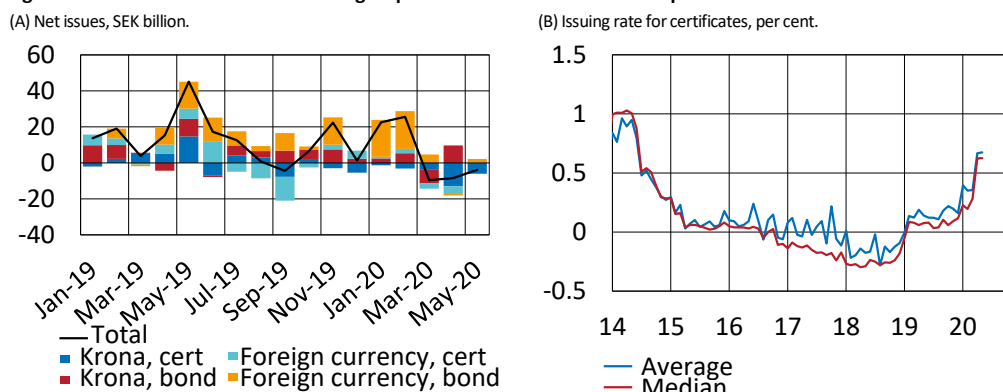 (A) Net issues, SEK billion.
(B) Issuing rate for certificates, per cent.
60
40
20
0
-20
-40
Jan-19
Mar-19
May-19
Jul-19
Sep-19
Nov-19
Jan-20
Mar-20
May-20
Total
Krona, cert
Foreign currency, cert
Krona, bond
Foreign currency, bond
1.5
1
0.5
0
-0.5
14 15 16 17 18 19 20
Average
Median